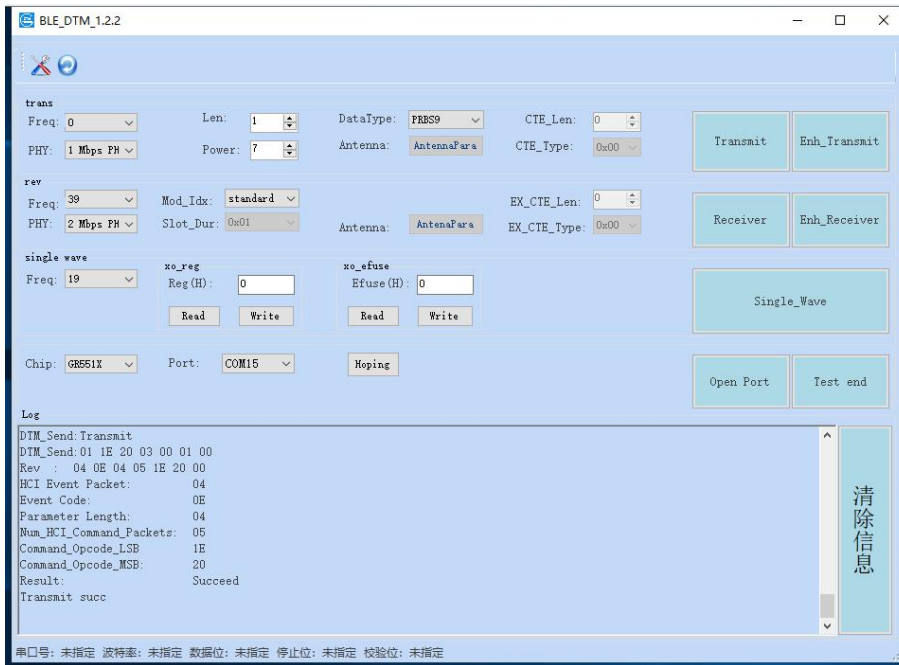 BLE_DTM_1.2.2
trans
Freq: 0 Len: 1 DataType: PRBS9 CTE_Len: 0
PHY: 1 Mbps PH Power: 7 Antenna: AntennaPara CTE_Type: 0x00
Transmit Enh_Transmit
rev
Freq: 39 Mod_Idx: standard EX_CTE_Len: 0
PHY: 2 Mbps PH Slot_Dur: 0x01 Antenna: AntenaPara EX_CTE_Type: 0x00
Receiver Enh_Receiver
single wave
Freq: 19
xo_reg
Reg(H): 0
Read Write
xo_efuse
Efuse(H): 0
Read Write
Single_Wave
Chip: GR551X Port: COM15 Hoping
Open Port Test end
Log
DTM_Send:Transmit
DTM_Send:01 1E 20 03 00 01 00
Rev : 04 0E 04 05 1E 20 00
HCI Event Packet: 04
Event Code: 0E
Parameter Length: 04
Num_HCI_Command_Packets: 05
Command_Opcode_LSB 1E
Command_Opcode_MSB: 20
Result: Succeed
Transmit succ
清除信息
串口号: 未指定 波特率: 未指定 数据位: 未指定 停止位: 未指定 校验位: 未指定